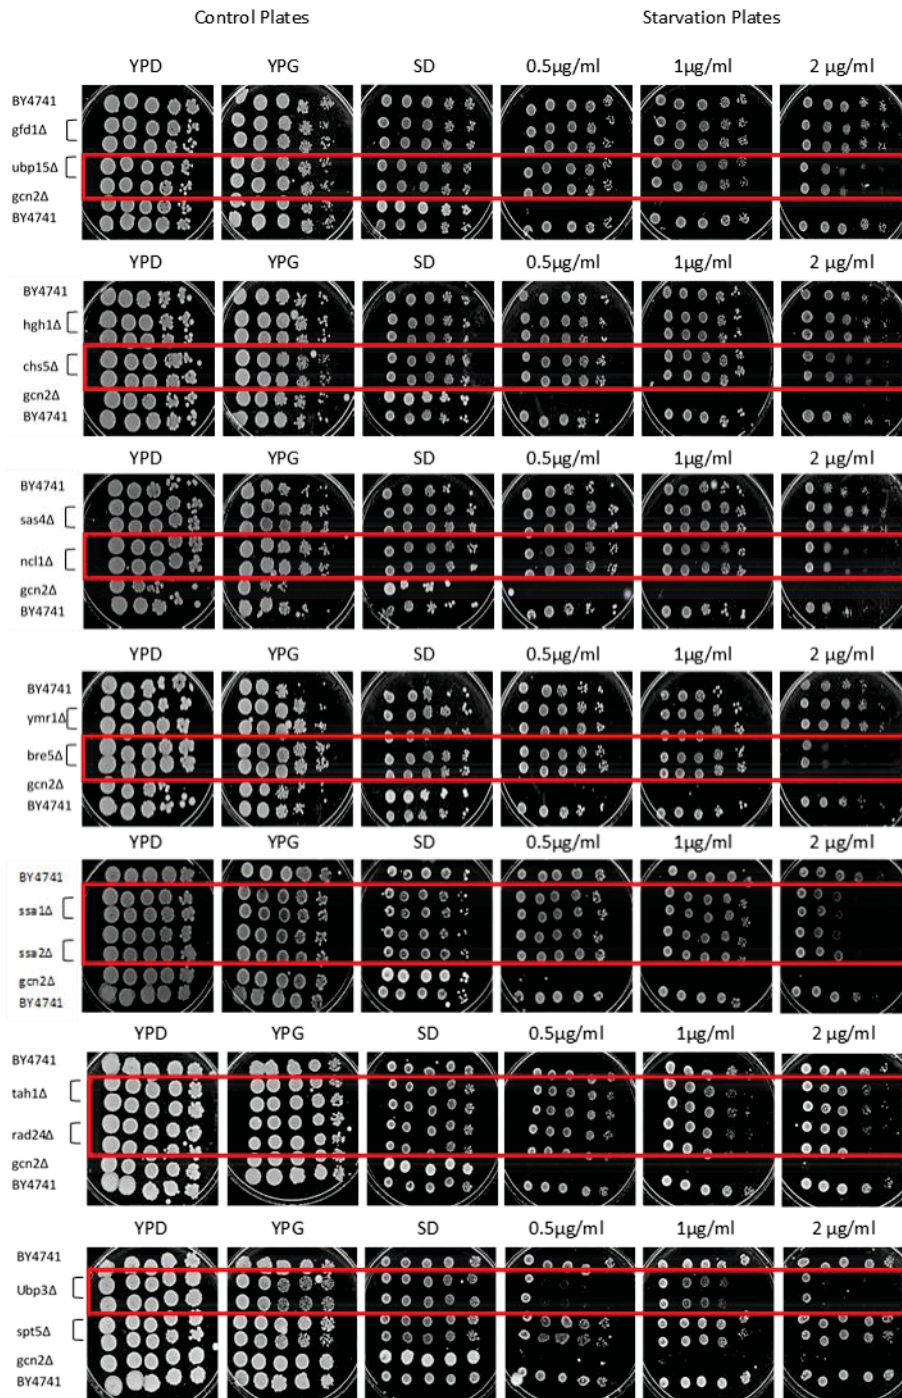 Control Plates Starvation Plates
YPD YPG SD 0.5µg/ml 1µg/ml 2 µg/ml
BY4741
gfd1Δ
ubp15Δ
gcn2Δ
BY4741
YPD YPG SD 0.5µg/ml 1µg/ml 2 µg/ml
BY4741
hgh1Δ
chs5Δ
gcn2Δ
BY4741
YPD YPG SD 0.5µg/ml 1µg/ml 2 µg/ml
BY4741
sas4Δ
ncl1Δ
gcn2Δ
BY4741
YPD YPG SD 0.5µg/ml 1µg/ml 2 µg/ml
BY4741
ymr1Δ
bre5Δ
gcn2Δ
BY4741
YPD YPG SD 0.5µg/ml 1µg/ml 2 µg/ml
BY4741
ssa1Δ
ssa2Δ
gcn2Δ
BY4741
YPD YPG SD 0.5µg/ml 1µg/ml 2 µg/ml
BY4741
tah1Δ
rad24Δ
gcn2Δ
BY4741
YPD YPG SD 0.5µg/ml 1µg/ml 2 µg/ml
BY4741
Ubp3Δ
spt5Δ
gcn2Δ
BY4741